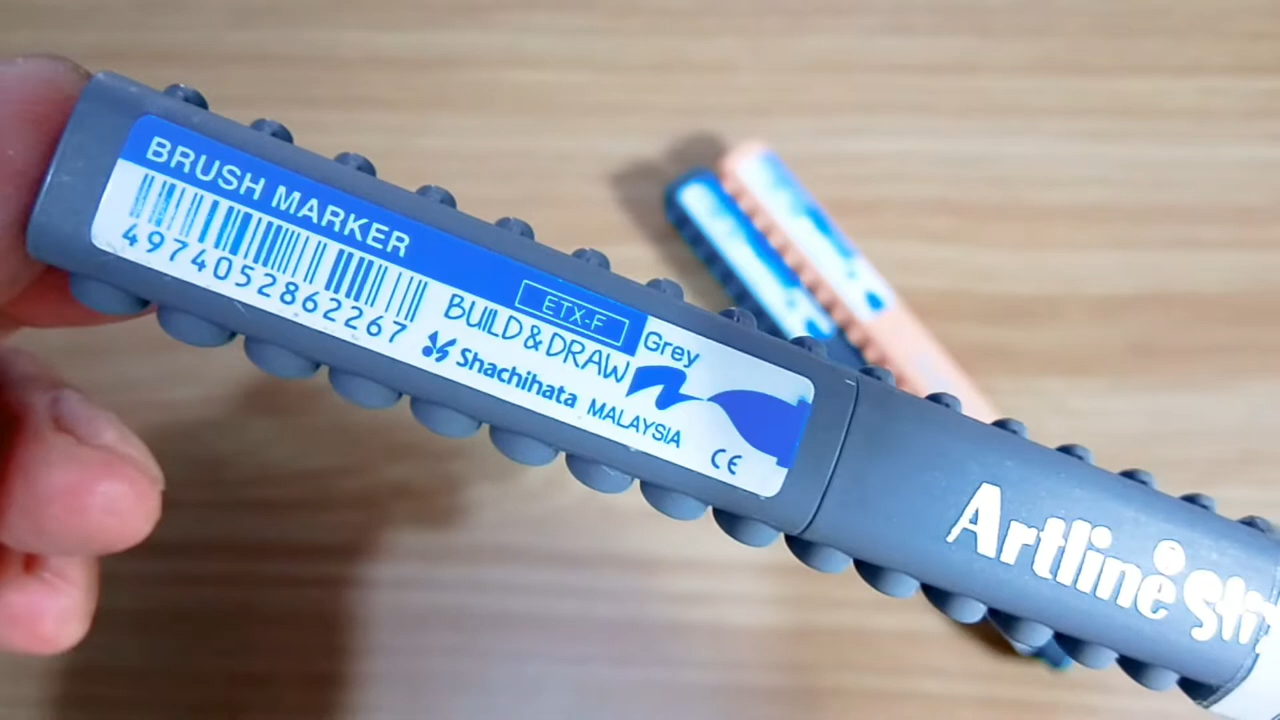 BRUSH MARKER
ETX-F
Grey
4974052862267
BUILD & DRAW
Shachihata MALAYSIA
CE
Artline®